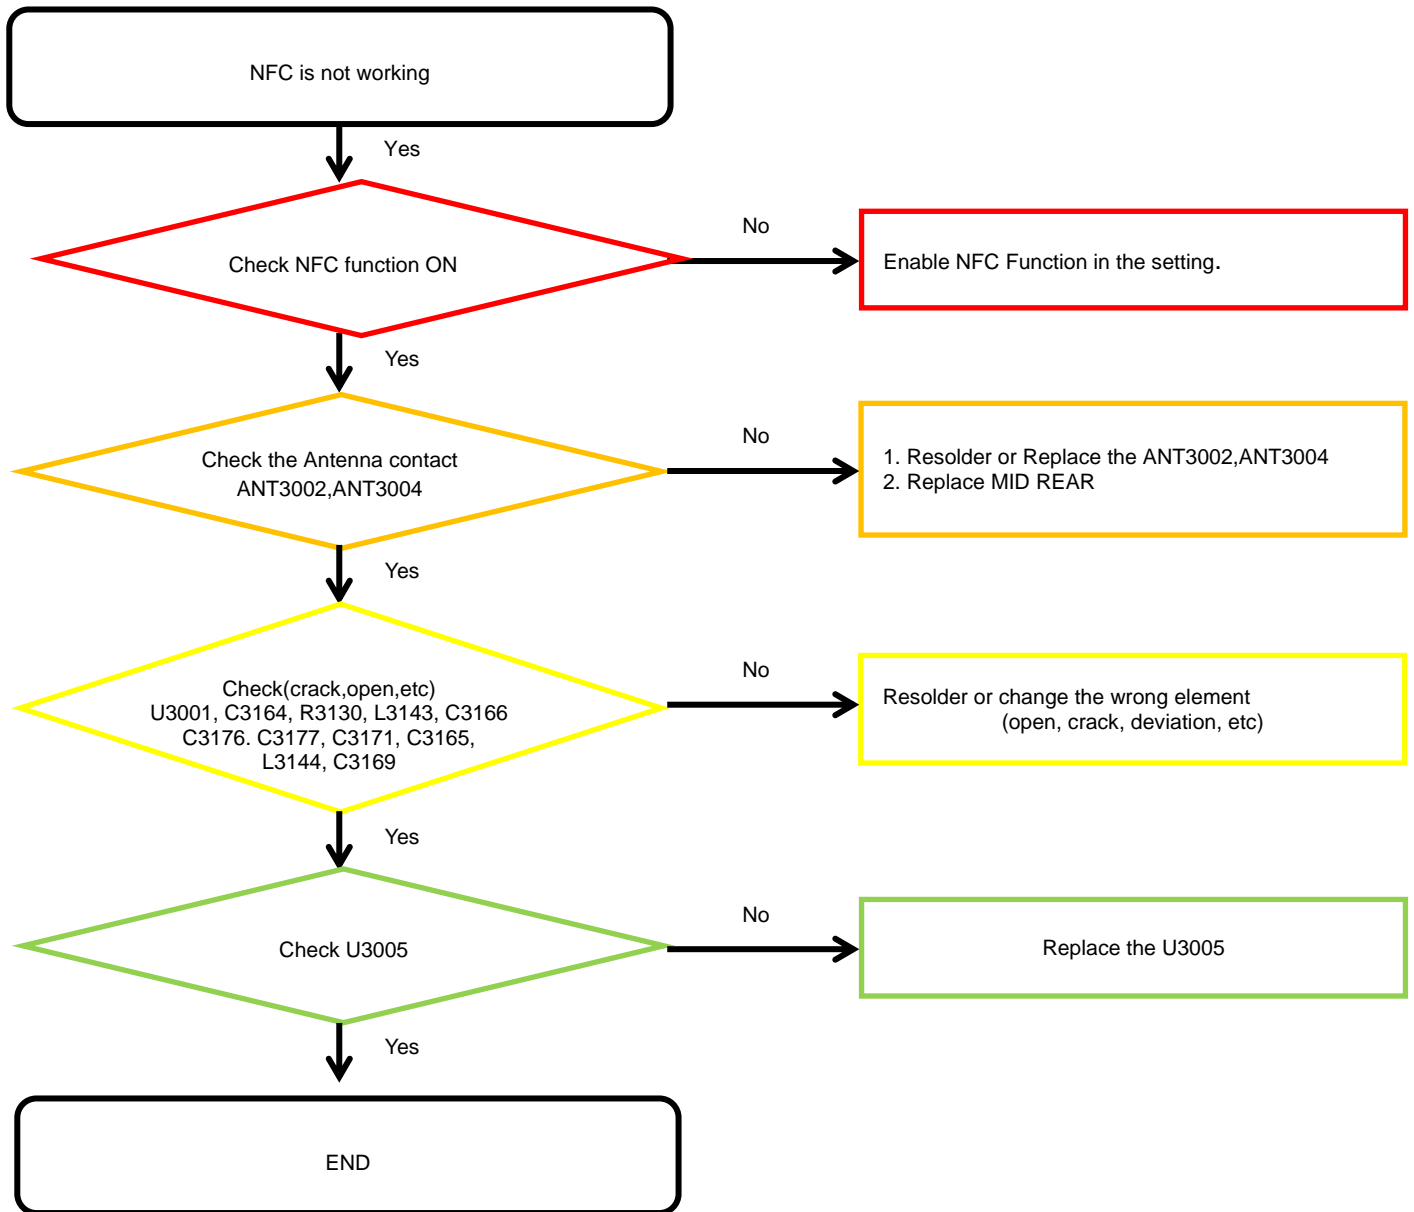 NFC is not working
Yes
Check NFC function ON
No
Enable NFC Function in the setting.
Yes
Check the Antenna contact
ANT3002,ANT3004
No
1. Resolder or Replace the ANT3002,ANT3004
2. Replace MID REAR
Yes
Check(crack,open,etc)
U3001, C3164, R3130, L3143, C3166
C3176. C3177, C3171, C3165,
L3144, C3169
No
Resolder or change the wrong element
(open, crack, deviation, etc)
Yes
Check U3005
No
Replace the U3005
Yes
END